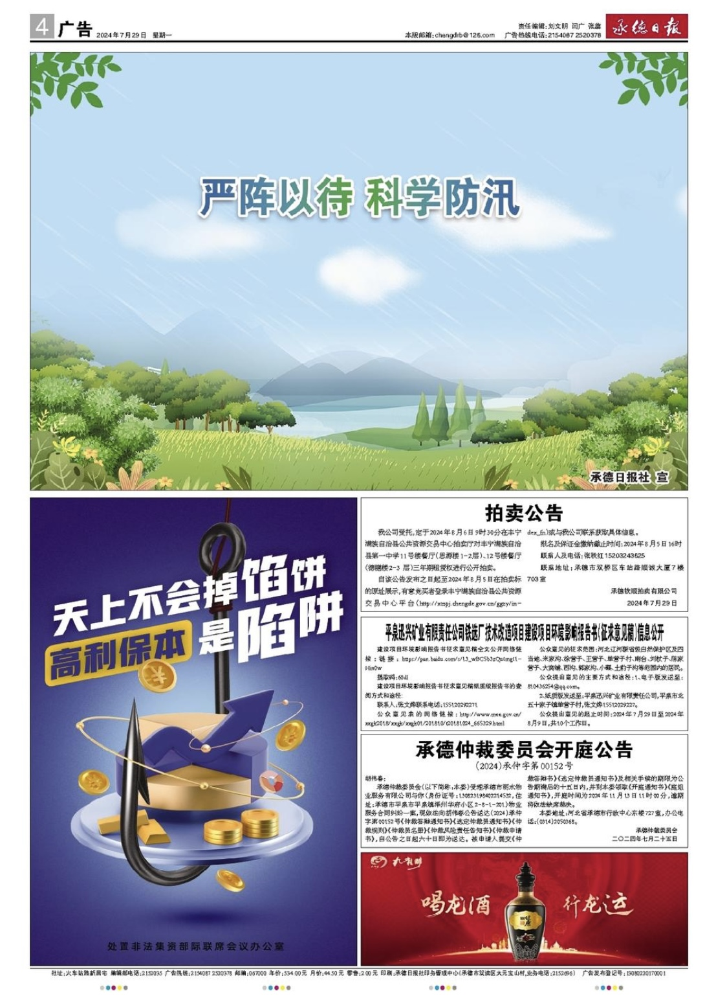 4 广告 2024年7月29日 星期一
责任编辑:刘文明 闫广 张鑫
本版邮箱:chengdrb@126.com 广告热线电话:2154087 2520378
承德日报
严阵以待 科学防汛
承德日报社 宣
天上不会掉馅饼
高利保本是陷阱
处置非法集资部际联席会议办公室
拍卖公告
我公司受托,定于2024年8月6日9时30分在丰宁
满族自治县公共资源交易中心拍卖厅对丰宁满族自治
县第一中学11号楼餐厅(思源楼1-2层)、12号楼餐厅
(德膳楼2-3 层)三年期租赁权进行公开拍卖。
自该公告发布之日起至2024年8月5日在拍卖标
的原址展示,有意竞买者登录丰宁满族自治县公共资源
交易中心平台(http://xmpj.chengde.gov.cn/ggzy/in-
dex_fn)或与我公司联系获取具体信息。
报名及保证金缴纳截止时间:2024年8月5日16时
联系人及电话:张秋红15203243625
联系地址:承德市双桥区车站路顺诚大厦7楼
703室
承德钦顺拍卖有限公司
2024年7月29日
平泉迅兴矿业有限责任公司铁选厂技术改造项目建设项目环境影响报告书(征求意见稿)信息公开
建设项目环境影响报告书征求意见稿全文公开网络链
接:链接:https://pan.baidu.com/s/13_wBC5b3zQuImgI1-
Hin0w
提取码:60dl
建设项目环境影响报告书征求意见稿纸质版报告书的查
阅方式和途径:
联系人:张文烨联系电话:15512029227.
公众意见表的网络链接:http://www.mee.gov.cn/
xxgk2018/xxgk/xxgk01/201810/t20181024_665329.html
公众意见的征求范围:河北辽河源省级自然保护区及四
当地、米家沟、徐营子、王营子、单营子村、南台、刘杖子、陈家
营子、大窝铺、西沟、郭家沟、小碾、土豹子沟等范围内的居民。
公众提出意见的主要方式和途径:1、电子版发送至:
810436254@qq.com。
2.纸质版发送至:平泉迅兴矿业有限责任公司,平泉市北
五十家子镇单营子村,张文烨15512029227。
公众提出意见的起止时间:2024年7月29日至2024年
8月9日,共10个工作日。
承德仲裁委员会开庭公告
(2024)承仲字第00152号
胡伟春:
承德仲裁委员会(以下简称:本委)受理承德市丽水物
业服务有限公司与你(身份证号:130823198402214532,住
址:承德市平泉市平泉镇泽州华府小区2-8-1-201)物业
服务合同纠纷一案,现依法向胡伟春公告送达(2024)承仲
字第00152号《仲裁答辩通知书》《选定仲裁员通知书》《仲
裁规则》《仲裁员名册》《仲裁风险责任告知书》《仲裁申请
书》,自公告之日起六十日即为送达。被申请人提交《仲
裁答辩书》《选定仲裁员通知书》及相关手续的期限为公
告期满后的十五日内,并到本委领取《开庭通知书》《庭组
通知书》,开庭时间为2024年11月13日11时00分,逾期
将依法缺席裁决。
本委地址:河北省承德市行政中心东楼727室,办公电
话:(0314)2050368。
承德仲裁委员会
二〇二四年七月二十五日
九龙醉
喝龙酒 行龙运
社址:火车站路新居宅 编辑部电话:2152035 广告热线:2154087 2520378 邮编:067000 年价:534.00元 月价:44.50元 零售:2.00元 印刷:承德日报社印务管理中心(承德市双滦区大元宝山村,业务电话:2152696) 广告发布登记号:13080220170001